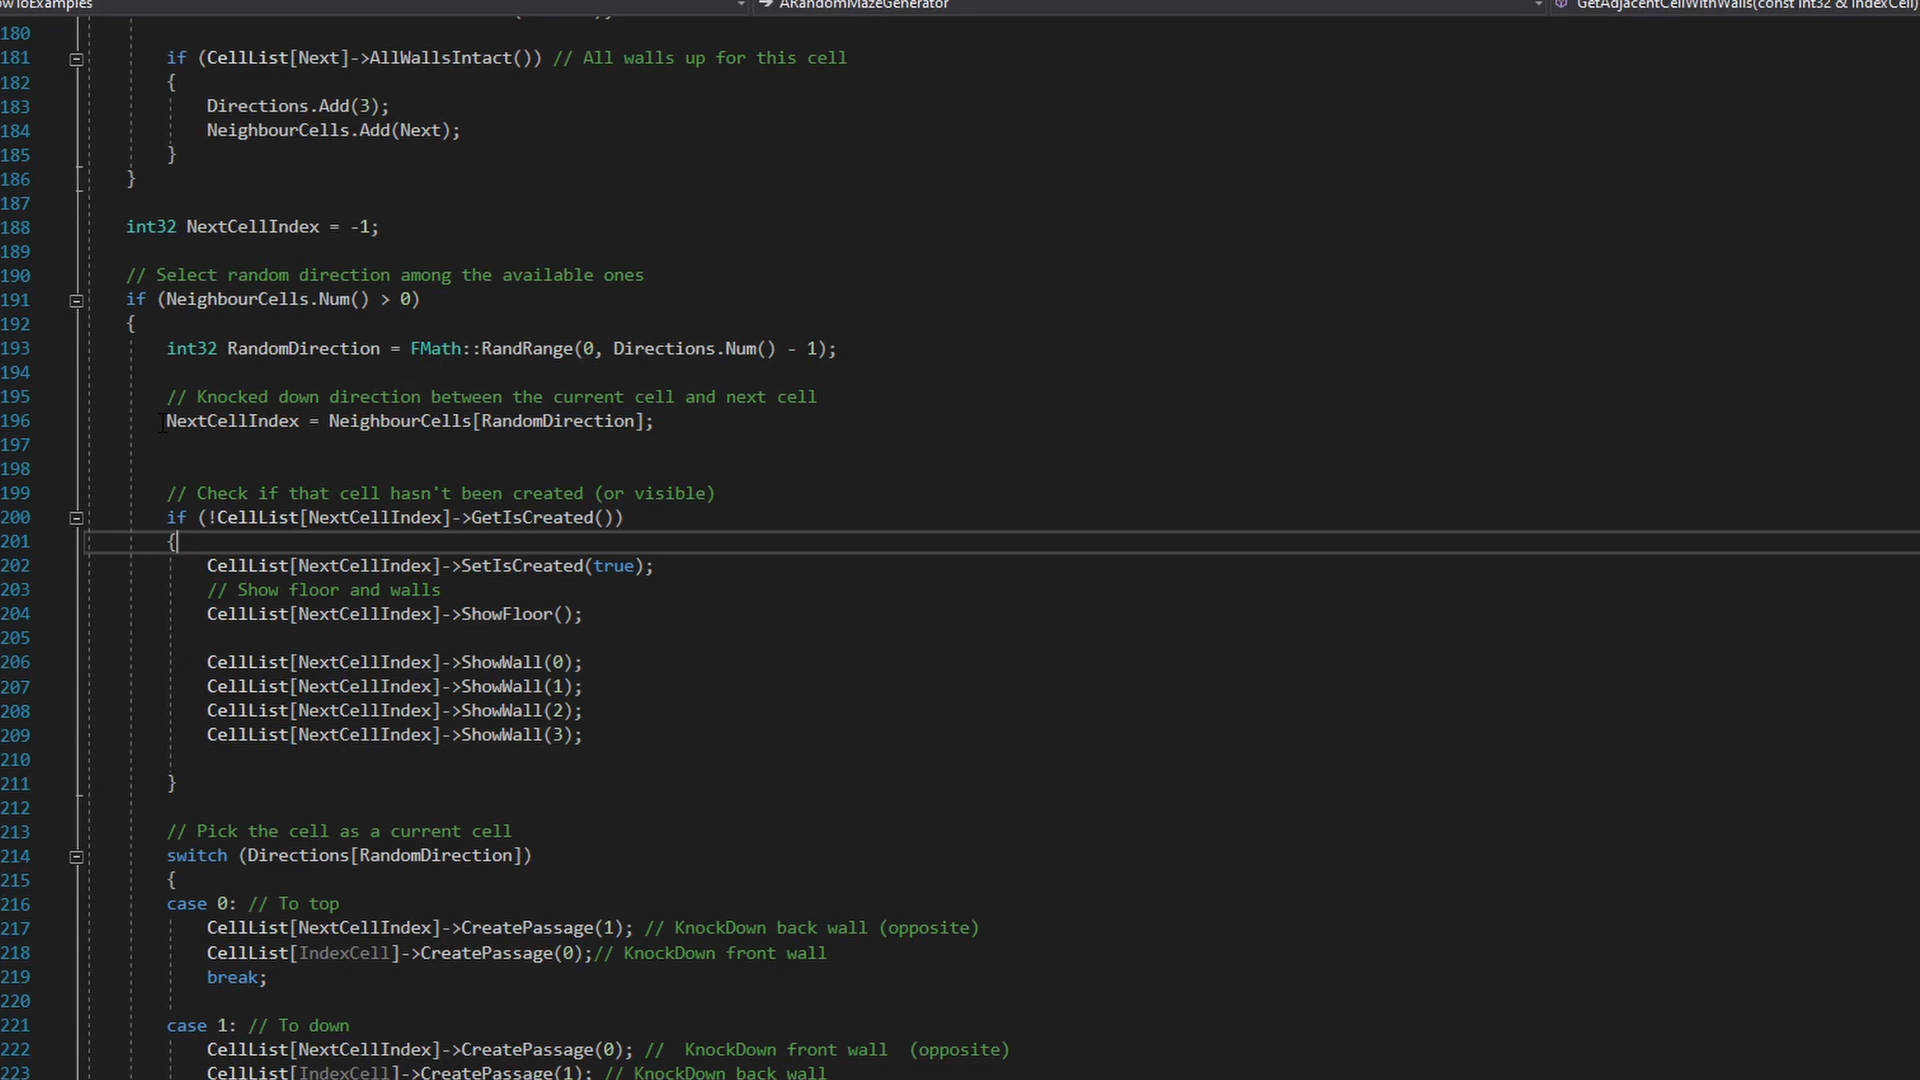 owToExamples
ARandomMazeGenerator
GetAdjacentCellWithWalls(const int32 & IndexCell)
180
181 if (CellList[Next]->AllWallsIntact()) // All walls up for this cell
182 {
183 Directions.Add(3);
184 NeighbourCells.Add(Next);
185 }
186 }
187
188 int32 NextCellIndex = -1;
189
190 // Select random direction among the available ones
191 if (NeighbourCells.Num() > 0)
192 {
193 int32 RandomDirection = FMath::RandRange(0, Directions.Num() - 1);
194
195 // Knocked down direction between the current cell and next cell
196 NextCellIndex = NeighbourCells[RandomDirection];
197
198
199 // Check if that cell hasn't been created (or visible)
200 if (!CellList[NextCellIndex]->GetIsCreated())
201 {
202 CellList[NextCellIndex]->SetIsCreated(true);
203 // Show floor and walls
204 CellList[NextCellIndex]->ShowFloor();
205
206 CellList[NextCellIndex]->ShowWall(0);
207 CellList[NextCellIndex]->ShowWall(1);
208 CellList[NextCellIndex]->ShowWall(2);
209 CellList[NextCellIndex]->ShowWall(3);
210
211 }
212
213 // Pick the cell as a current cell
214 switch (Directions[RandomDirection])
215 {
216 case 0: // To top
217 CellList[NextCellIndex]->CreatePassage(1); // KnockDown back wall (opposite)
218 CellList[IndexCell]->CreatePassage(0);// KnockDown front wall
219 break;
220
221 case 1: // To down
222 CellList[NextCellIndex]->CreatePassage(0); //  KnockDown front wall  (opposite)
223 CellList[IndexCell]->CreatePassage(1); // KnockDown back wall